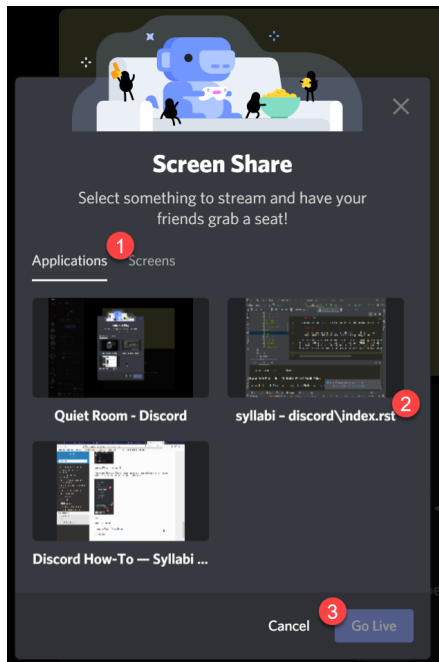 Screen Share
Select something to stream and have your
friends grab a seat!
1
Applications Screens
Quiet Room - Discord
syllabi – discord\index.rst
2
Discord How-To — Syllabi ...
3
Cancel
Go Live